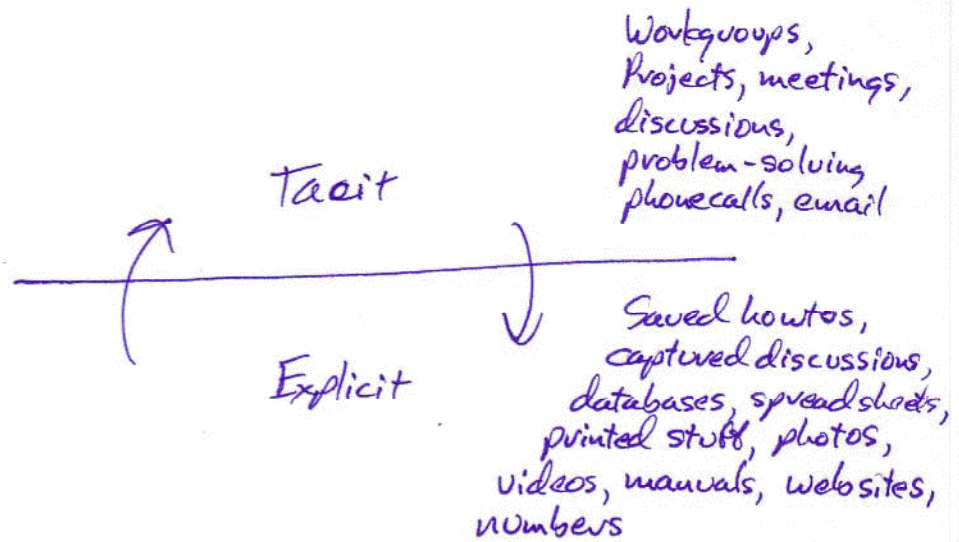 Workgroups,
Projects, meetings,
discussions,
problem-solving
phonecalls, email
Tacit
Explicit
Saved howtos,
captured discussions,
databases, spreadsheets,
printed stuff, photos,
videos, manuals, websites,
numbers